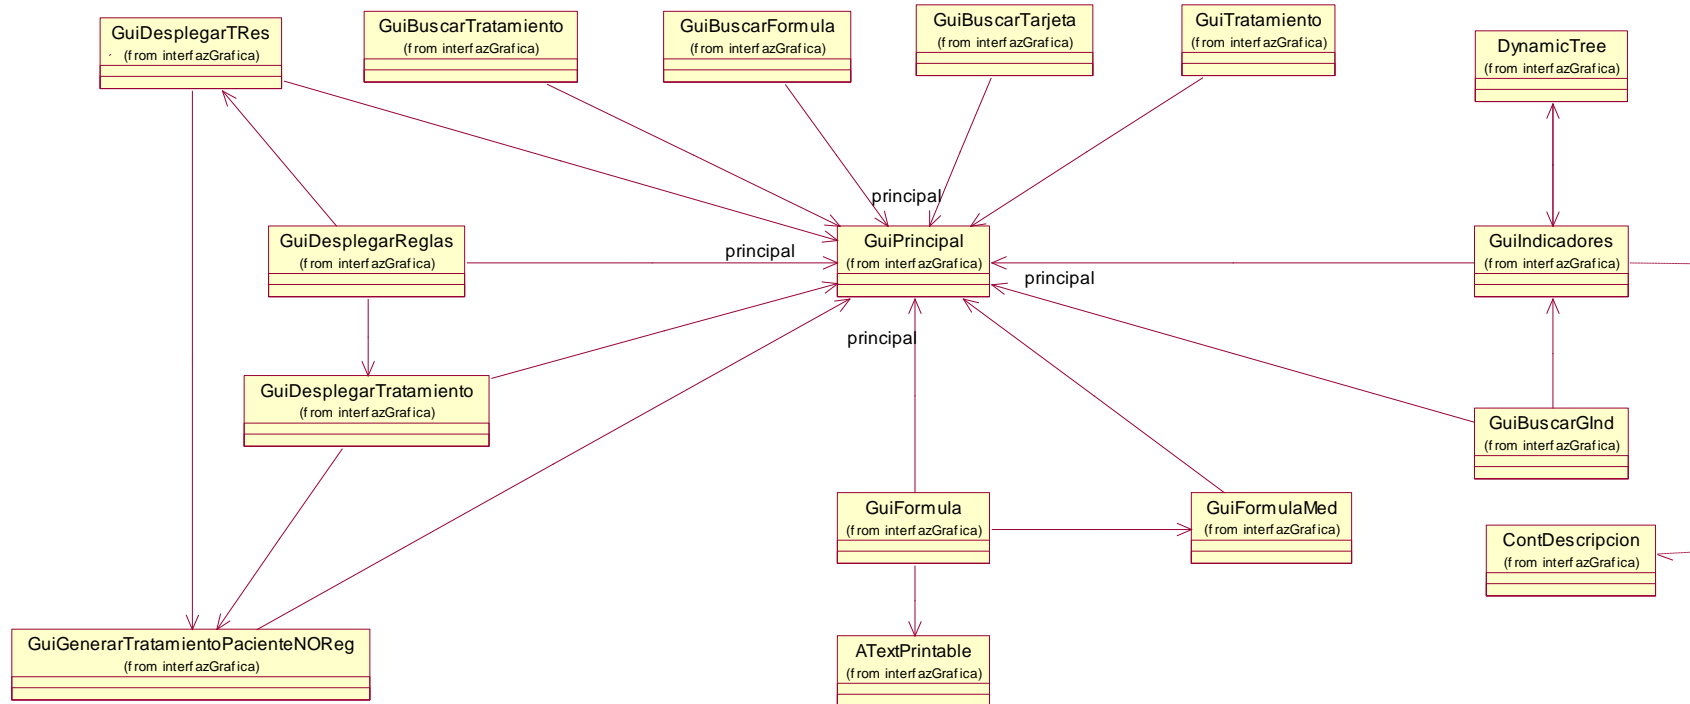 GuiDesplegarTRes
(from interfazGrafica)
GuiBuscarTratamiento
(from interfazGrafica)
GuiBuscarFormula
(from interfazGrafica)
GuiBuscarTarjeta
(from interfazGrafica)
GuiTratamiento
(from interfazGrafica)
DynamicTree
(from interfazGrafica)
principal
GuiDesplegarReglas
(from interfazGrafica)
principal
GuiPrincipal
(from interfazGrafica)
principal
GuiIndicadores
(from interfazGrafica)
principal
GuiDesplegarTratamiento
(from interfazGrafica)
GuiBuscarGInd
(from interfazGrafica)
GuiFormula
(from interfazGrafica)
GuiFormulaMed
(from interfazGrafica)
ContDescripcion
(from interfazGrafica)
GuiGenerarTratamientoPacienteNOReg
(from interfazGrafica)
ATextPrintable
(from interfazGrafica)